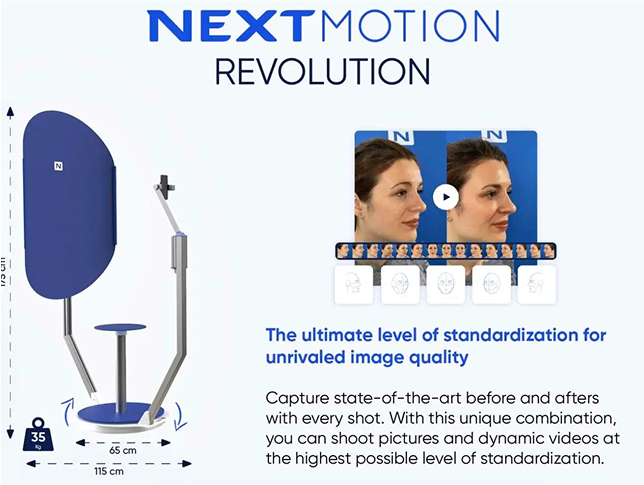 NEXTMOTION
REVOLUTION
N
N
N
The ultimate level of standardization for
unrivaled image quality
Capture state-of-the-art before and afters
with every shot. With this unique combination,
you can shoot pictures and dynamic videos at
the highest possible level of standardization.
35
Kg
65 cm
115 cm